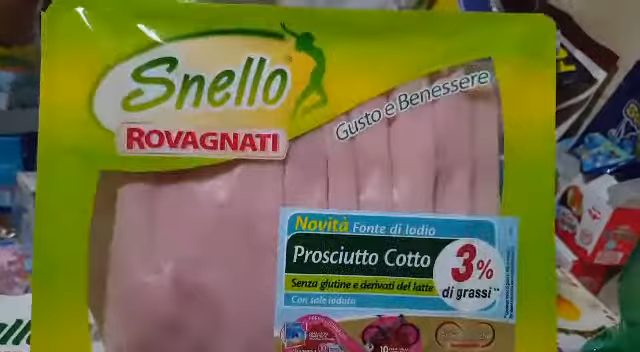 Snello
ROVAGNATI
Gusto e Benessere
Novità Fonte di Iodio
Prosciutto Cotto
3%
di grassi**
Senza glutine e derivati del latte
Con sale iodato
10